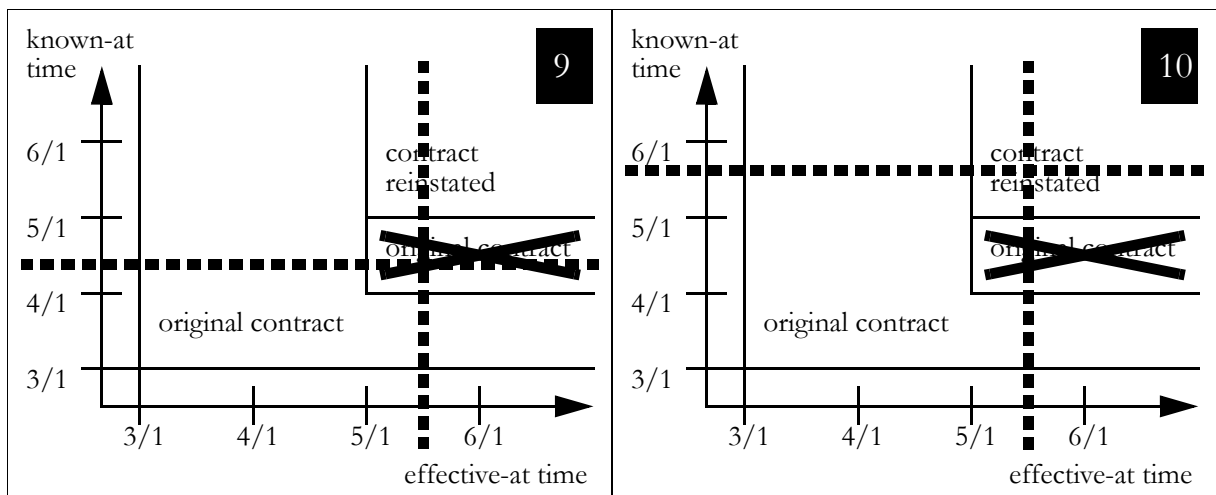 known-at
time
9
6/1
contract
reinstated
5/1
original contract
4/1
original contract
3/1
3/1 4/1 5/1 6/1
effective-at time
known-at
time
10
6/1
contract
reinstated
5/1
original contract
4/1
original contract
3/1
3/1 4/1 5/1 6/1
effective-at time